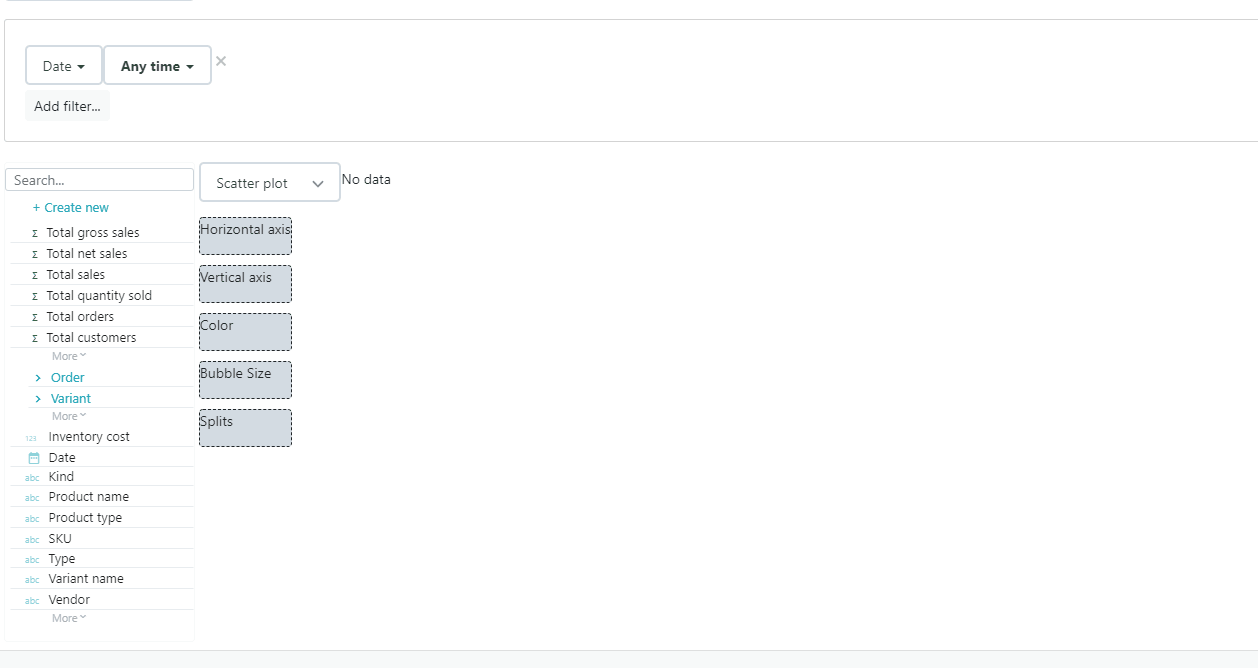 Date
Any time
Add filter...
Search...
+ Create new
Σ Total gross sales
Σ Total net sales
Σ Total sales
Σ Total quantity sold
Σ Total orders
Σ Total customers
More
Order
Variant
More
123 Inventory cost
Date
abc Kind
abc Product name
abc Product type
abc SKU
abc Type
abc Variant name
abc Vendor
More
Scatter plot
No data
Horizontal axis
Vertical axis
Color
Bubble Size
Splits